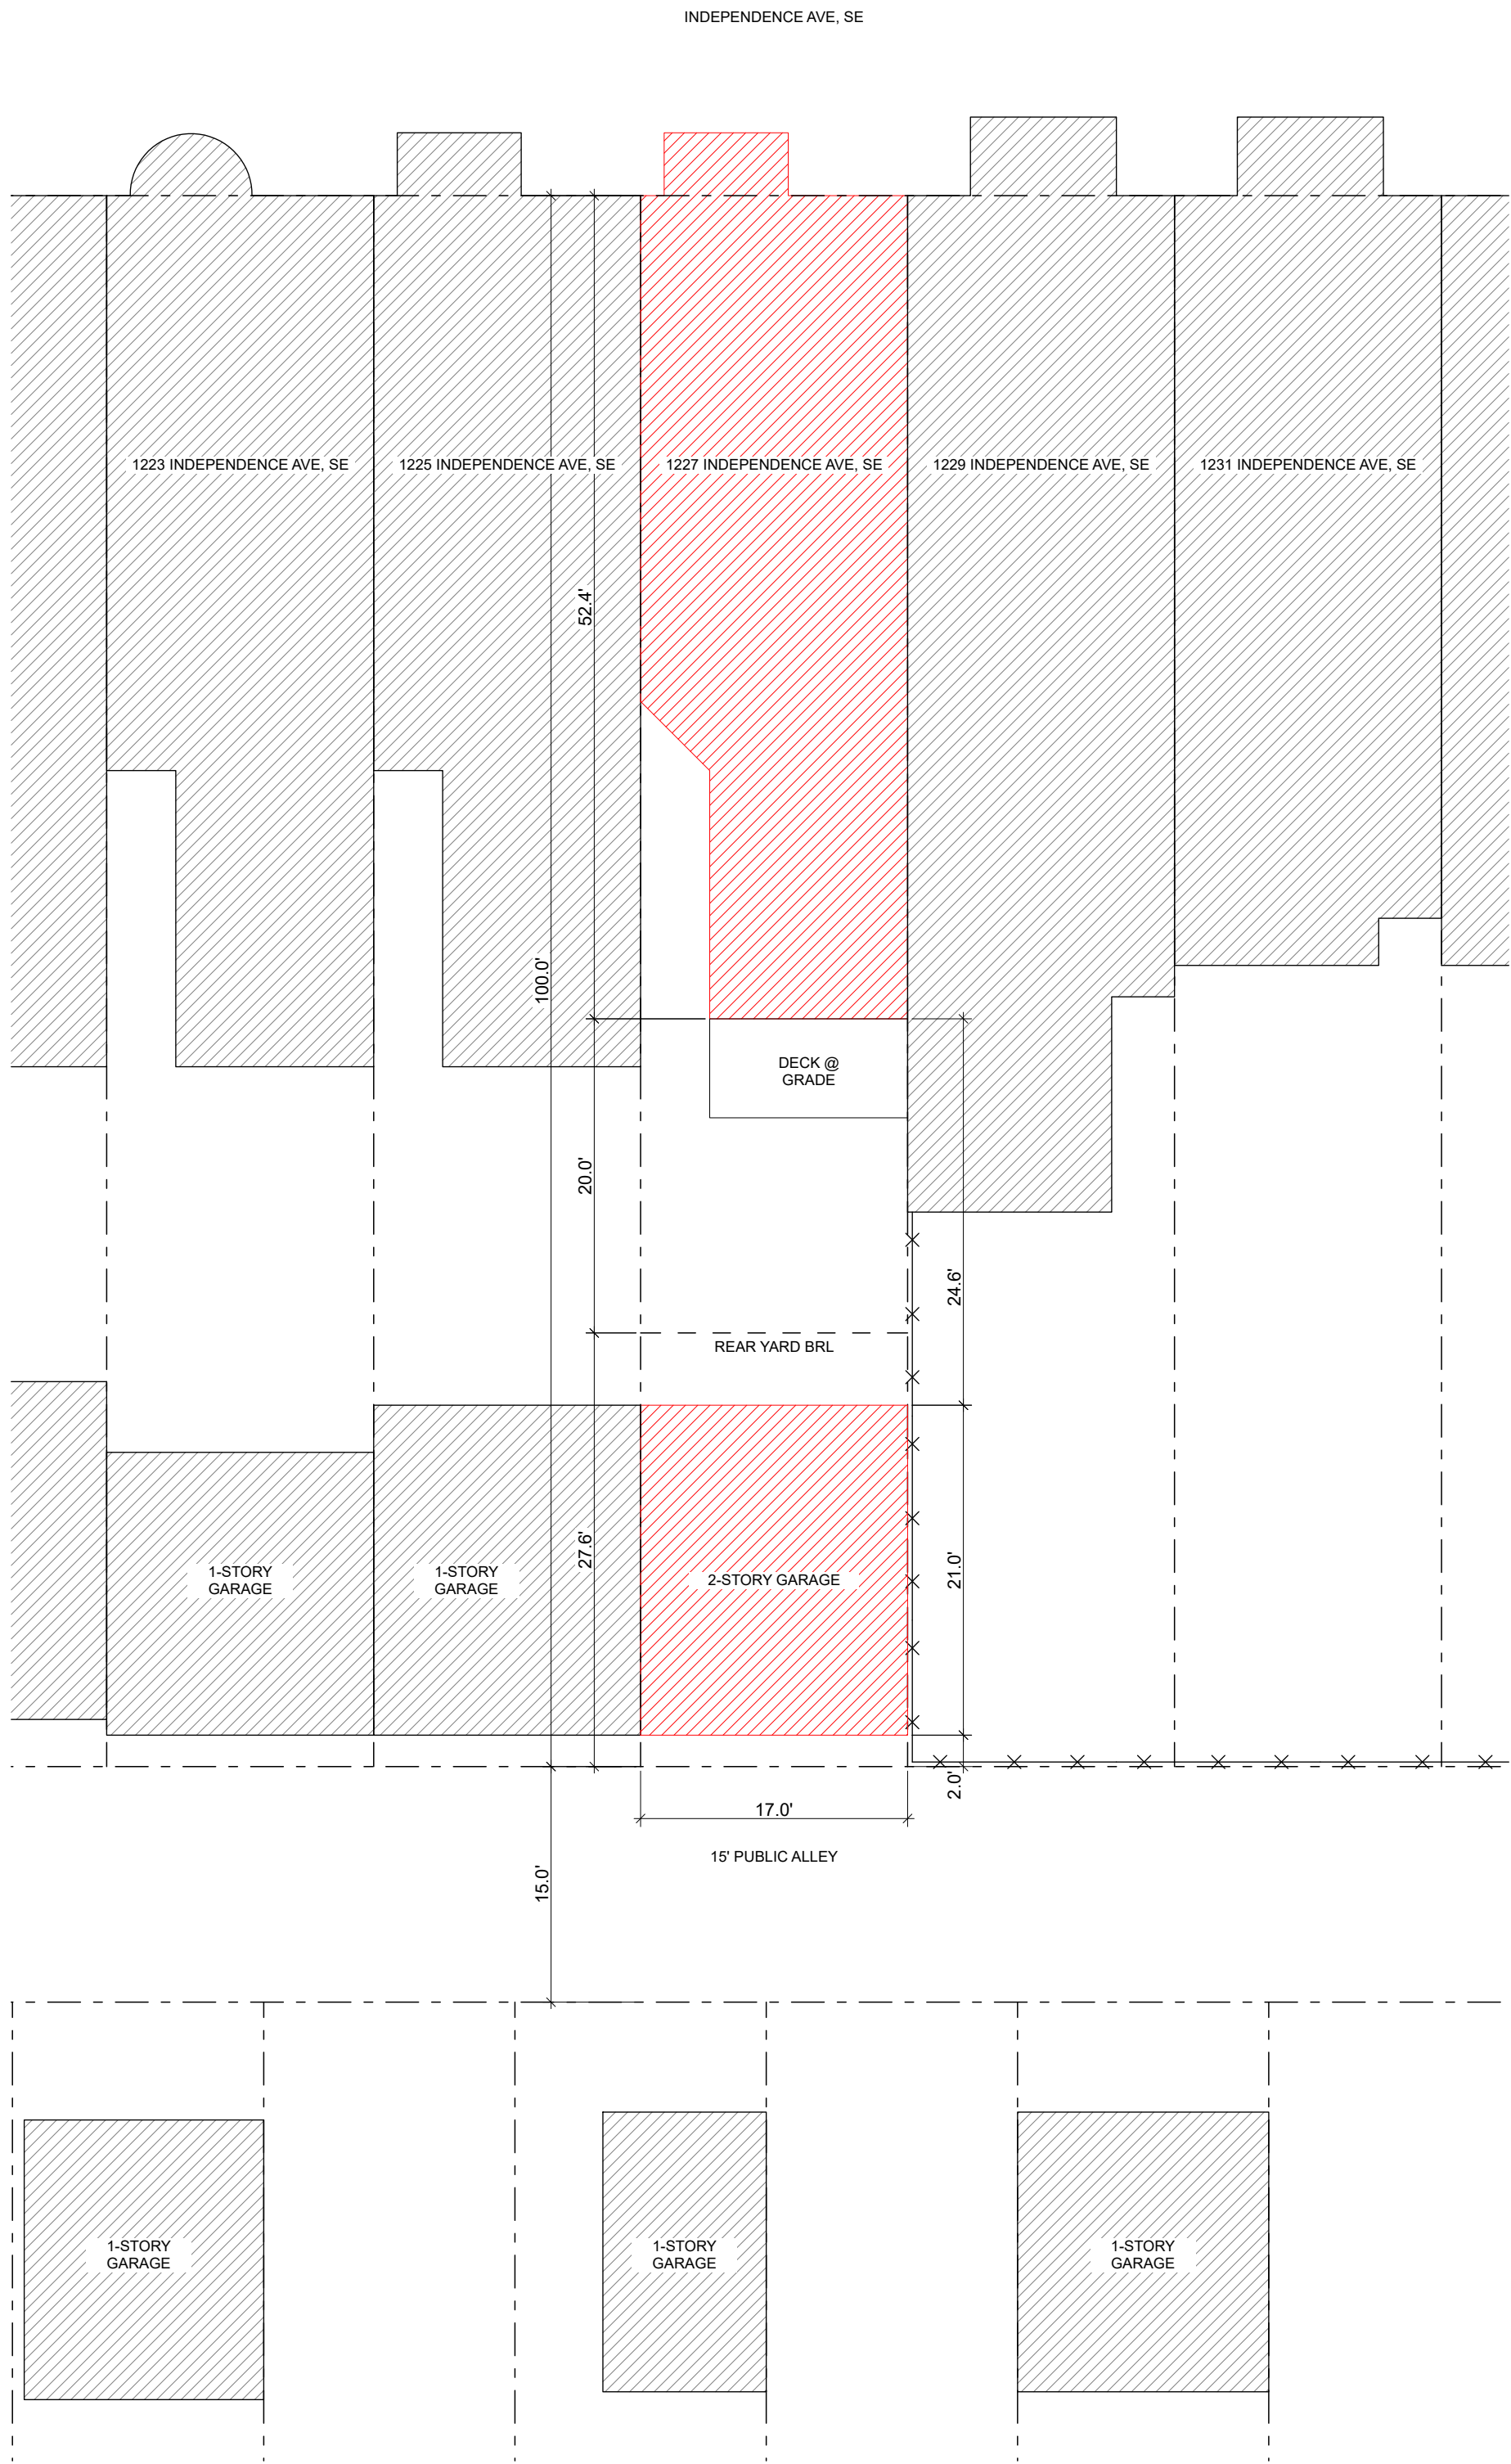 INDEPENDENCE AVE, SE
1223 INDEPENDENCE AVE, SE
1225 INDEPENDENCE AVE, SE
1227 INDEPENDENCE AVE, SE
1229 INDEPENDENCE AVE, SE
1231 INDEPENDENCE AVE, SE
52.4'
100.0'
DECK @
GRADE
20.0'
24.6'
REAR YARD BRL
27.6'
1-STORY
GARAGE
1-STORY
GARAGE
2-STORY GARAGE
21.0'
2.0'
17.0'
15' PUBLIC ALLEY
15.0'
1-STORY
GARAGE
1-STORY
GARAGE
1-STORY
GARAGE